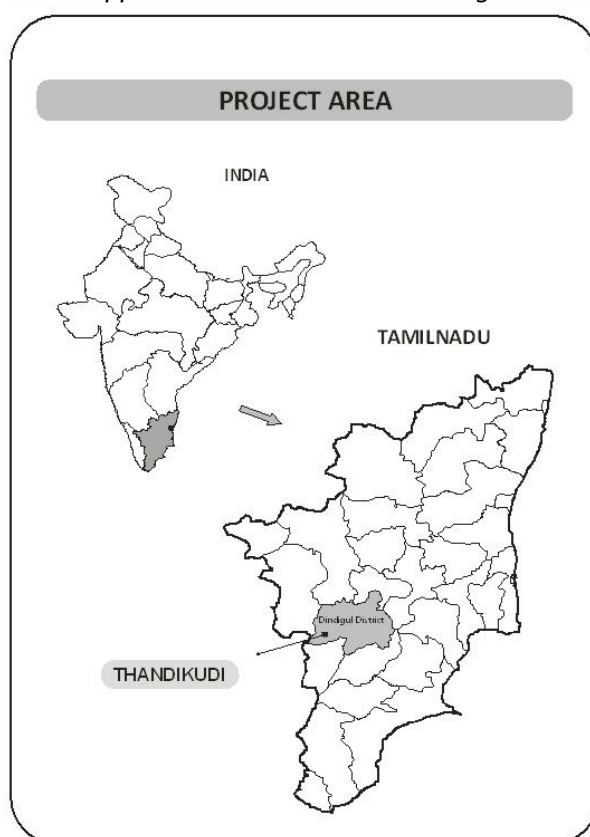 PROJECT AREA
INDIA
TAMILNADU
Dindigul District
THANDIKUDI